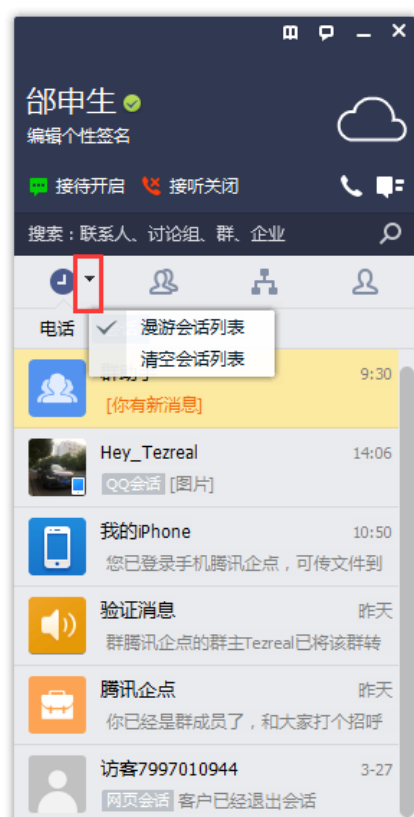 邰申生
编辑个性签名
接待开启 接听关闭
搜索：联系人、讨论组、群、企业
电话
漫游会话列表
清空会话列表
群助手 9:30
[你有新消息]
Hey_Tezreal 14:06
QQ会话 [图片]
我的iPhone 10:50
您已登录手机腾讯企点，可传文件到
验证消息 昨天
群腾讯企点的群主Tezreal已将该群转
腾讯企点 昨天
你已经是群成员了，和大家打个招呼
访客7997010944 3-27
网页会话 客户已经退出会话